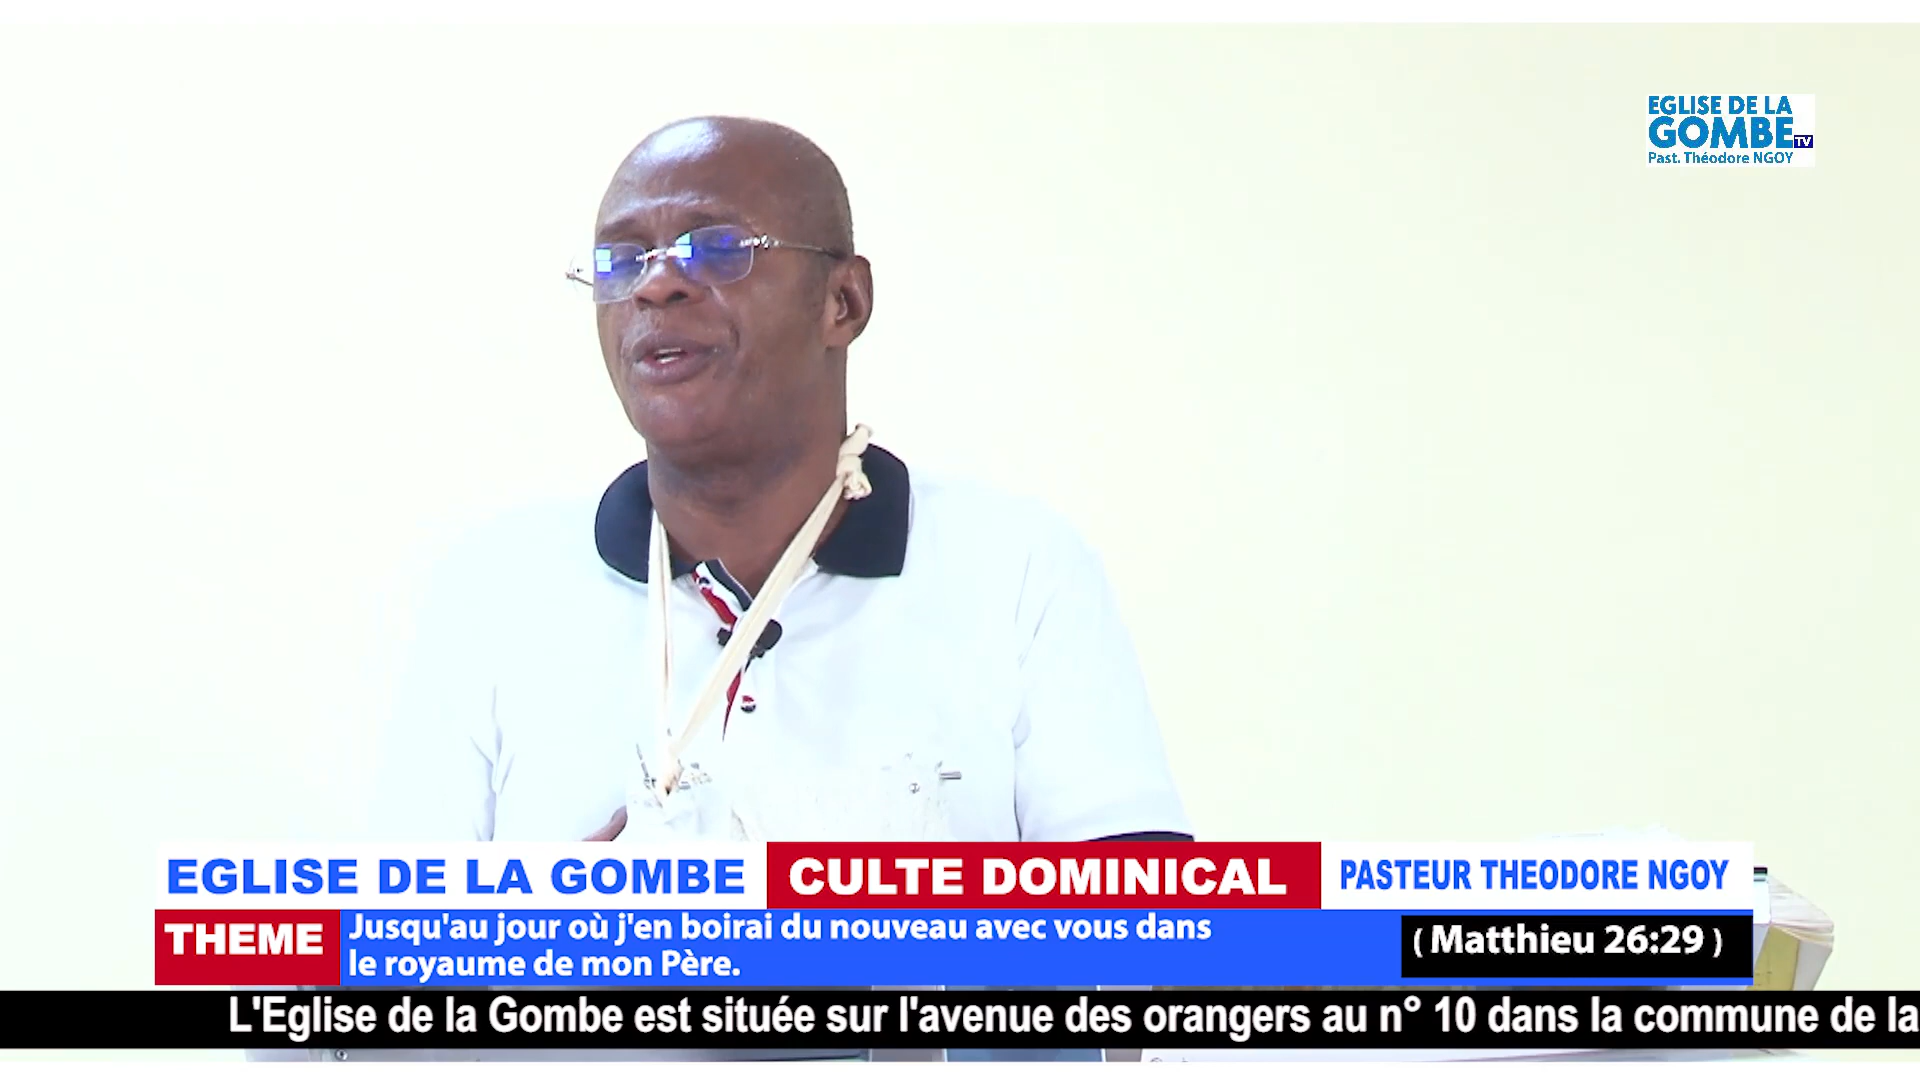 EGLISE DE LA
GOMBE TV
Past. Théodore NGOY
EGLISE DE LA GOMBE
CULTE DOMINICAL
PASTEUR THEODORE NGOY
THEME
Jusqu'au jour où j'en boirai du nouveau avec vous dans
le royaume de mon Père.
( Matthieu 26:29 )
L'Eglise de la Gombe est située sur l'avenue des orangers au n° 10 dans la commune de la